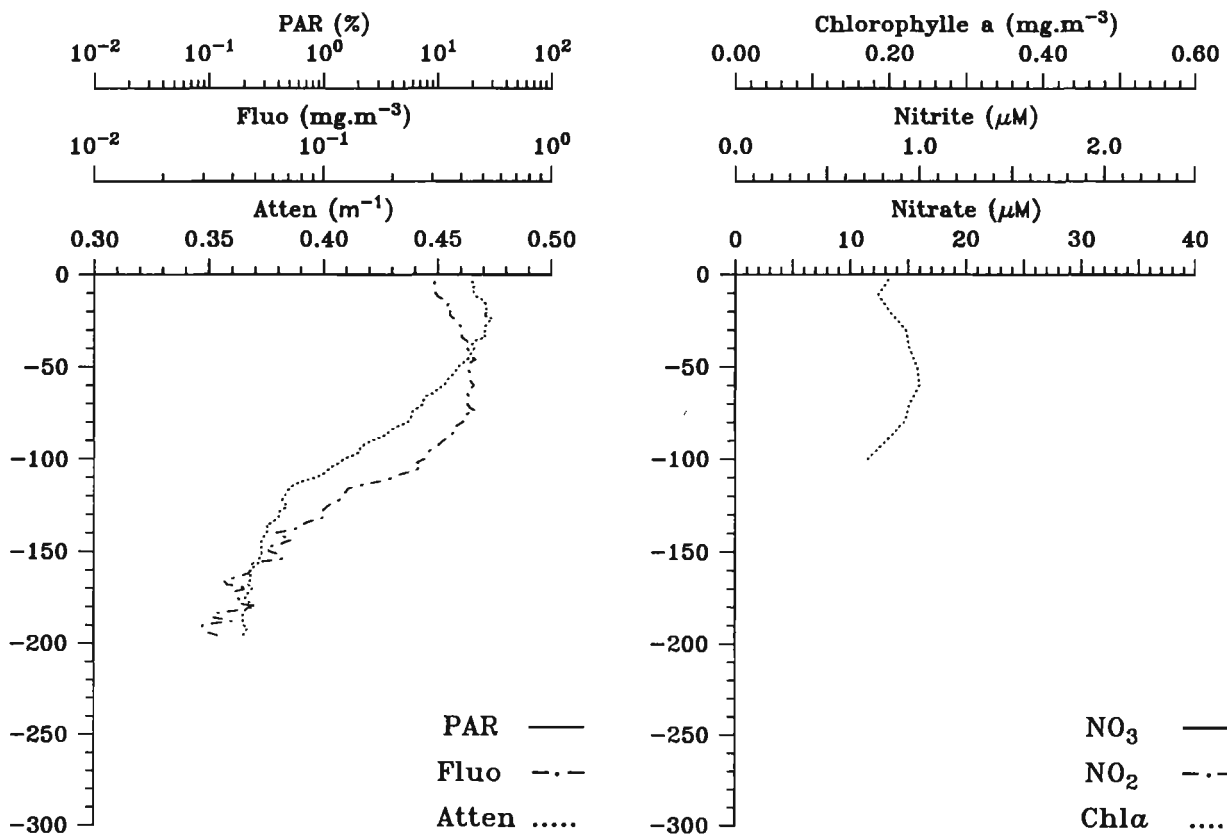 PAR (%)
10⁻² 10⁻¹ 10⁰ 10¹ 10²
Fluo (mg.m⁻³)
10⁻² 10⁻¹ 10⁰
Atten (m⁻¹)
0.30 0.35 0.40 0.45 0.50
0
−50
−100
−150
−200
−250
−300
PAR
Fluo
Atten
Chlorophylle a (mg.m⁻³)
0.00 0.20 0.40 0.60
Nitrite (μM)
0.0 1.0 2.0
Nitrate (μM)
0 10 20 30 40
0
−50
−100
−150
−200
−250
−300
NO₃
NO₂
Chla